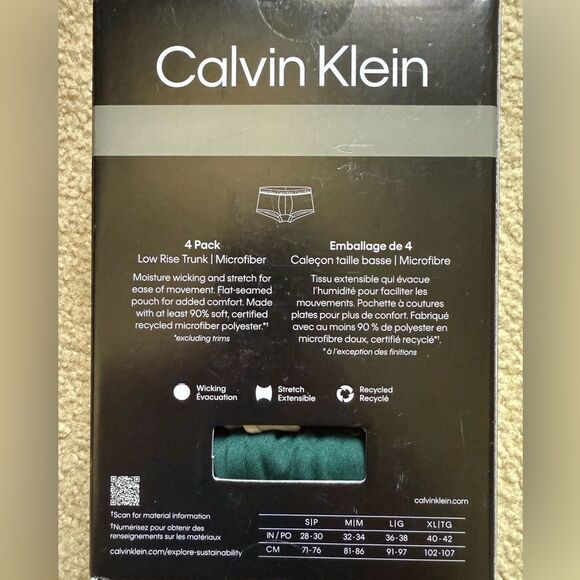 Calvin Klein
4 Pack
Low Rise Trunk | Microfiber
Moisture wicking and stretch for
ease of movement. Flat-seamed
pouch for added comfort. Made
with at least 90% soft, certified
recycled microfiber polyester.*†
*excluding trims
Emballage de 4
Caleçon taille basse | Microfibre
Tissu extensible qui évacue
l'humidité pour faciliter les
mouvements. Pochette à coutures
plates pour plus de confort. Fabriqué
avec au moins 90 % de polyester en
microfibre doux, certifié recyclé*†.
*à l'exception des finitions
Wicking
Évacuation
Stretch
Extensible
Recycled
Recyclé
†Scan for material information
†Numérisez pour obtenir des
renseignements sur les matériaux
calvinklein.com/explore-sustainability
calvinklein.com
S|P M|M L|G XL|TG
IN / PO 28-30 32-34 36-38 40-42
CM 71-76 81-86 91-97 102-107